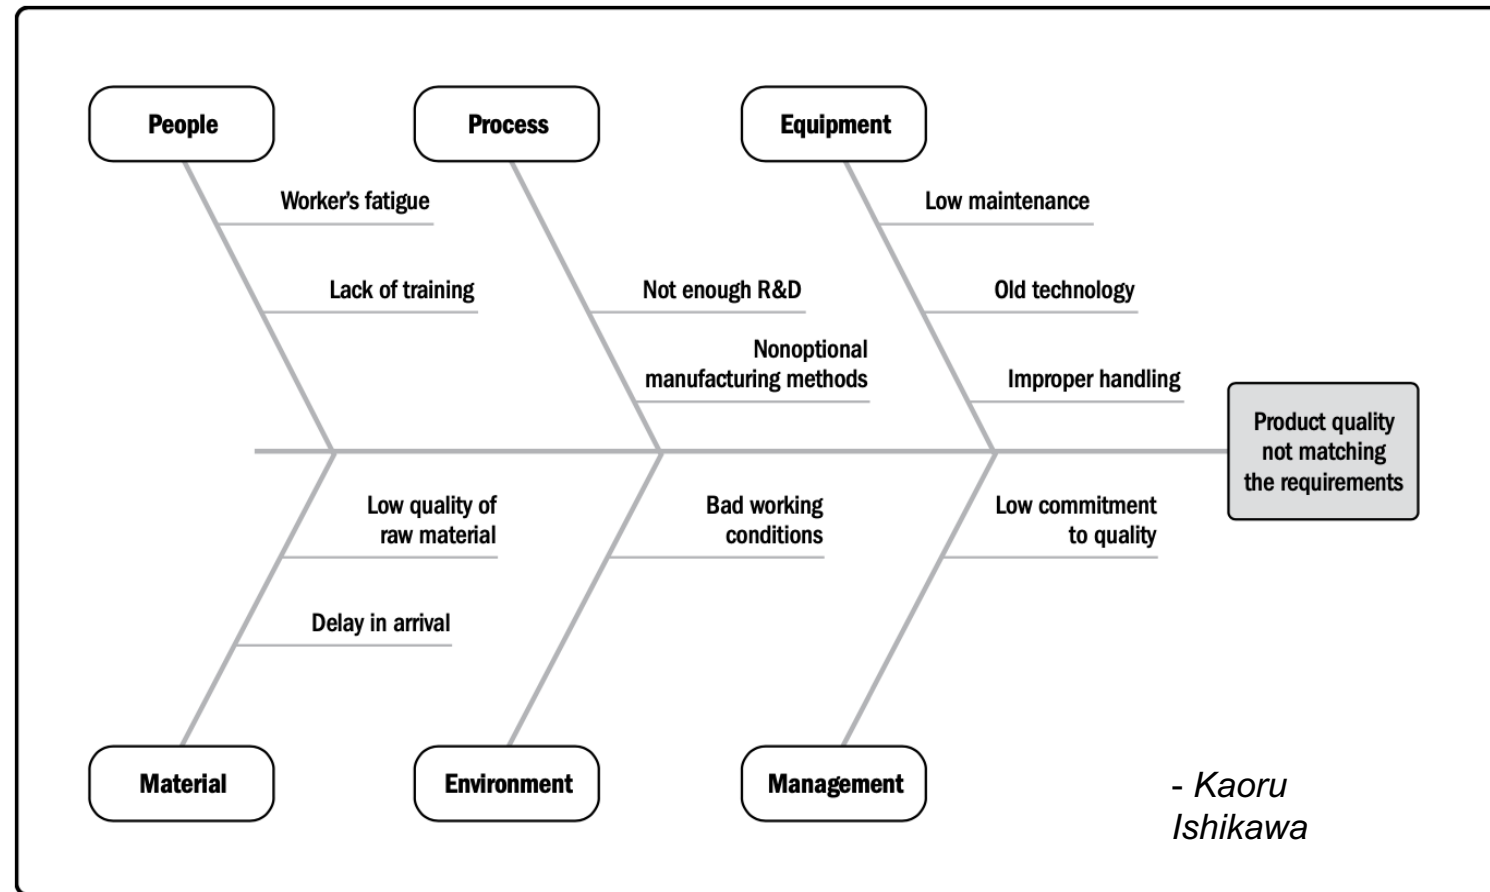 People
Process
Equipment
Worker's fatigue
Low maintenance
Lack of training
Not enough R&D
Old technology
Nonoptional
manufacturing methods
Improper handling
Product quality
not matching
the requirements
Low quality of
raw material
Bad working
conditions
Low commitment
to quality
Delay in arrival
Material
Environment
Management
- Kaoru
Ishikawa